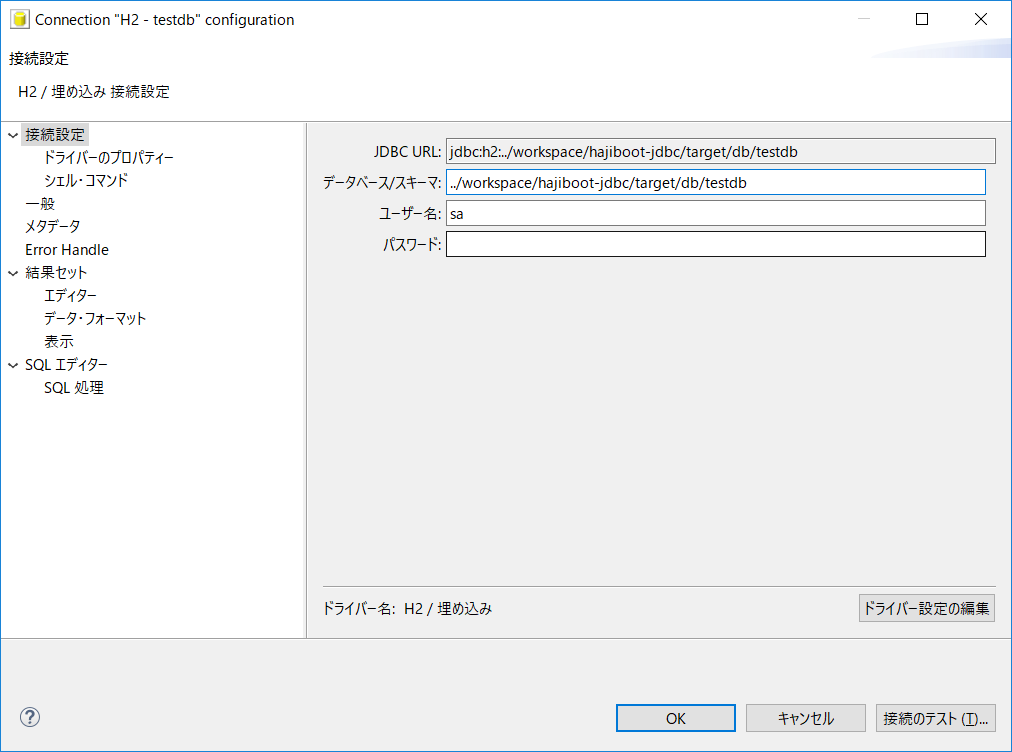 Connection "H2 - testdb" configuration
接続設定
H2 / 埋め込み 接続設定
接続設定
ドライバーのプロパティー
シェル・コマンド
一般
メタデータ
Error Handle
結果セット
エディター
データ・フォーマット
表示
SQL エディター
SQL 処理
JDBC URL: jdbc:h2:../workspace/hajiboot-jdbc/target/db/testdb
データベース/スキーマ: ../workspace/hajiboot-jdbc/target/db/testdb
ユーザー名: sa
パスワード:
ドライバー名: H2 / 埋め込み
ドライバー設定の編集
OK
キャンセル
接続のテスト (T)...